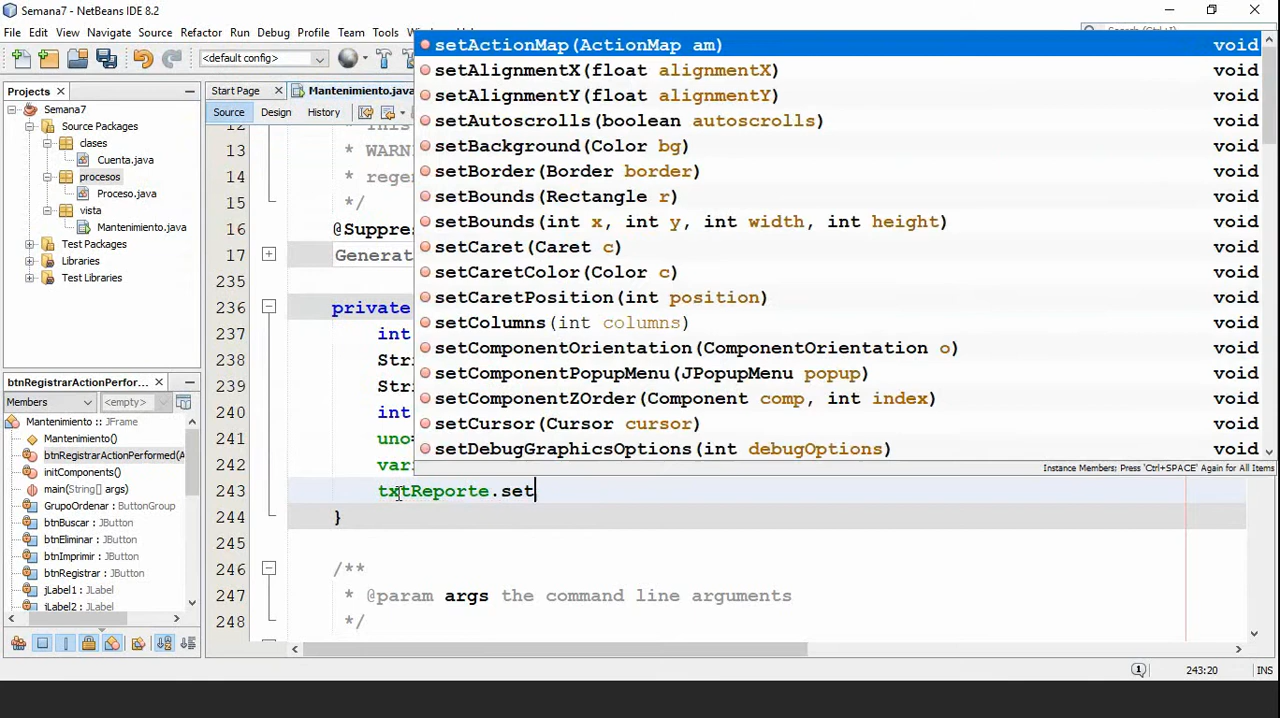 Semana7 - NetBeans IDE 8.2
File Edit View Navigate Source Refactor Run Debug Profile Team Tools
<default config>
Projects
Start Page
Mantenimiento.java
Source Design History
Semana7
Source Packages
clases
Cuenta.java
procesos
Proceso.java
vista
Mantenimiento.java
Test Packages
Libraries
Test Libraries
btnRegistrarActionPerfor...
Members
<empty>
Mantenimiento :: JFrame
Mantenimiento()
btnRegistrarActionPerformed(A
initComponents()
main(String[] args)
GrupoOrdenar : ButtonGroup
btnBuscar : JButton
btnEliminar : JButton
btnImprimir : JButton
btnRegistrar : JButton
jLabel1 : JLabel
jLabel2 : JLabel
13 * WARN
14 * rege
15 */
16 @Suppres
17 Generat
235
236 private
237 int
238 Stri
239 Stri
240 int
241 uno=
242 vari
243 txtReporte.set
244 }
245
246 /**
247 * @param args the command line arguments
248 */
setActionMap(ActionMap am) void
setAlignmentX(float alignmentX) void
setAlignmentY(float alignmentY) void
setAutoscrolls(boolean autoscrolls) void
setBackground(Color bg) void
setBorder(Border border) void
setBounds(Rectangle r) void
setBounds(int x, int y, int width, int height) void
setCaret(Caret c) void
setCaretColor(Color c) void
setCaretPosition(int position) void
setColumns(int columns) void
setComponentOrientation(ComponentOrientation o) void
setComponentPopupMenu(JPopupMenu popup) void
setComponentZOrder(Component comp, int index) void
setCursor(Cursor cursor) void
setDebugGraphicsOptions(int debugOptions) void
Instance Members: Press 'Ctrl+SPACE' Again for All Items
1 243:20 INS